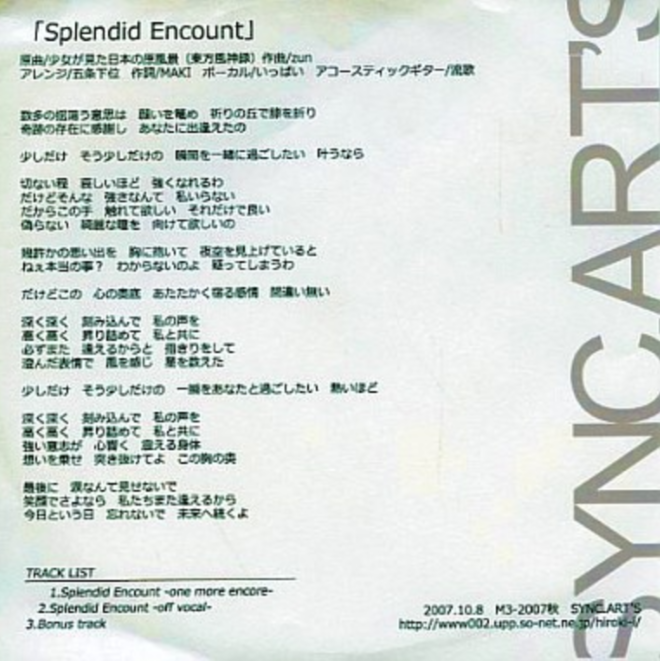 「Splendid Encount」
原曲/少女が見た日本の原風景（東方風神録）作曲/zun
アレンジ/五条下位　作詞/MAKI　ボーカル/いっぱい　アコースティックギター/流歌
数多の揺蕩う意思は　願いを篭め　祈りの丘で膝を折り
奇跡の存在に感謝し　あなたに出逢えたの
少しだけ　そう少しだけの　瞬間を一緒に過ごしたい　叶うなら
切ない程　哀しいほど　強くなれるわ
だけどそんな　強さなんて　私いらない
だからこの手　触れて欲しい　それだけで良い
偽らない　綺麗な瞳を　向けて欲しいの
幾許かの思い出を　胸に抱いて　夜空を見上げていると
ねぇ本当の事？　わからないのよ　疑ってしまうわ
だけどこの　心の奥底　あたたかく宿る感情　間違い無い
深く深く　刻み込んで　私の声を
高く高く　昇り詰めて　私と共に
必ずまた　逢えるからと　指きりをして
澄んだ表情で　風を感じ　星を数えた
少しだけ　そう少しだけの　一瞬をあなたと過ごしたい　熱いほど
深く深く　刻み込んで　私の声を
高く高く　昇り詰めて　私と共に
強い意志が　心響く　震える身体
想いを乗せ　突き抜けてよ　この胸の奥
最後に　涙なんて見せないで
笑顔でさよなら　私たちまた逢えるから
今日という日　忘れないで　未来へ続くよ
TRACK LIST
1.Splendid Encount -one more encore-
2.Splendid Encount -off vocal-
3.Bonus track
2007.10.8　M3-2007秋　SYNC.ART'S
http://www002.upp.so-net.ne.jp/hiroki-i/
SYNC.ART'S